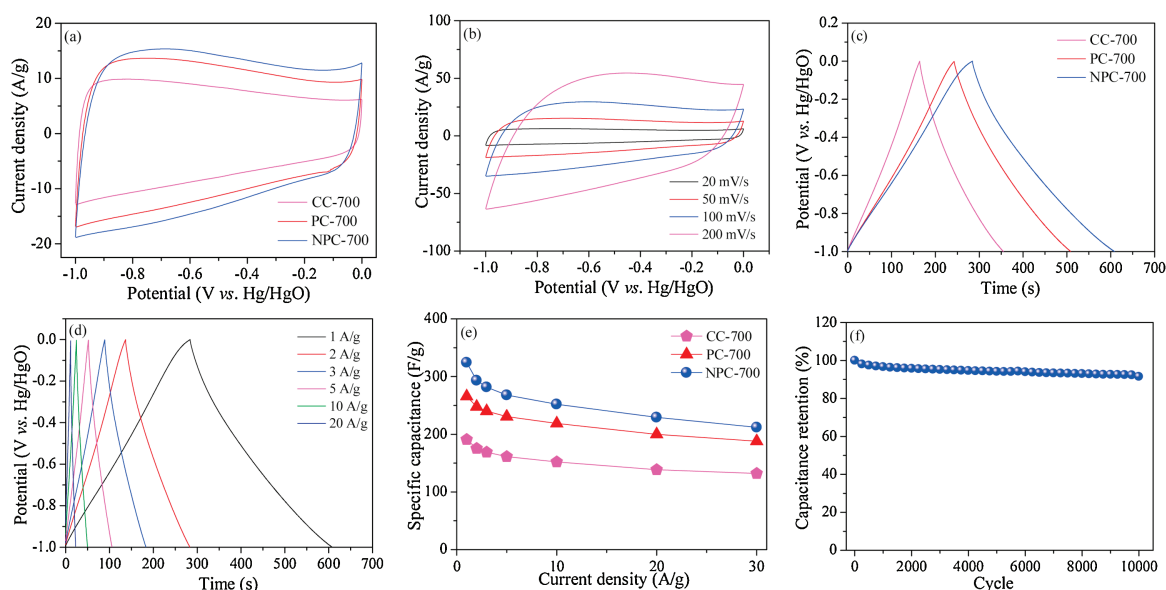 (a)
Current density (A/g)
20
15
10
5
0
-10
-20
-1.0 -0.8 -0.6 -0.4 -0.2 0.0
Potential (V vs. Hg/HgO)
CC-700
PC-700
NPC-700
(b)
Current density (A/g)
100
50
0
-50
-100
-1.0 -0.8 -0.6 -0.4 -0.2 0.0
Potential (V vs. Hg/HgO)
20 mV/s
50 mV/s
100 mV/s
200 mV/s
(c)
Potential (V vs. Hg/HgO)
0.2
0.0
-0.2
-0.4
-0.6
-0.8
-1.0
0 100 200 300 400 500 600 700
Time (s)
CC-700
PC-700
NPC-700
(d)
Potential (V vs. Hg/HgO)
0.0
-0.2
-0.4
-0.6
-0.8
-1.0
0 100 200 300 400 500 600 700
Time (s)
1 A/g
2 A/g
3 A/g
5 A/g
10 A/g
20 A/g
(e)
Specific capacitance (F/g)
400
300
250
200
150
100
0
0 10 20 30
Current density (A/g)
CC-700
PC-700
NPC-700
(f)
Capacitance retention (%)
120
100
80
60
40
20
0
0 2000 4000 6000 8000 10000
Cycle